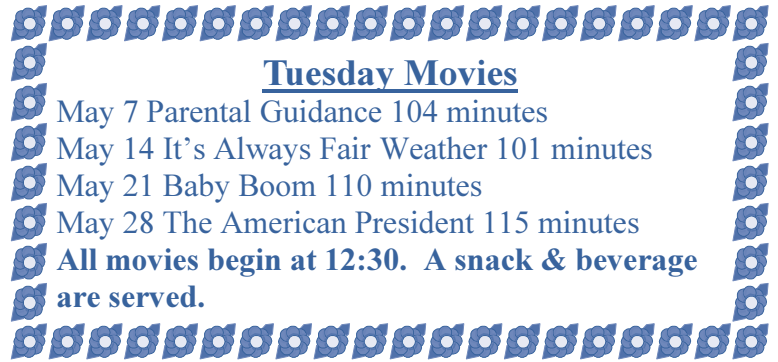 Tuesday Movies
May 7 Parental Guidance 104 minutes
May 14 It’s Always Fair Weather 101 minutes
May 21 Baby Boom 110 minutes
May 28 The American President 115 minutes
All movies begin at 12:30.  A snack & beverage
are served.